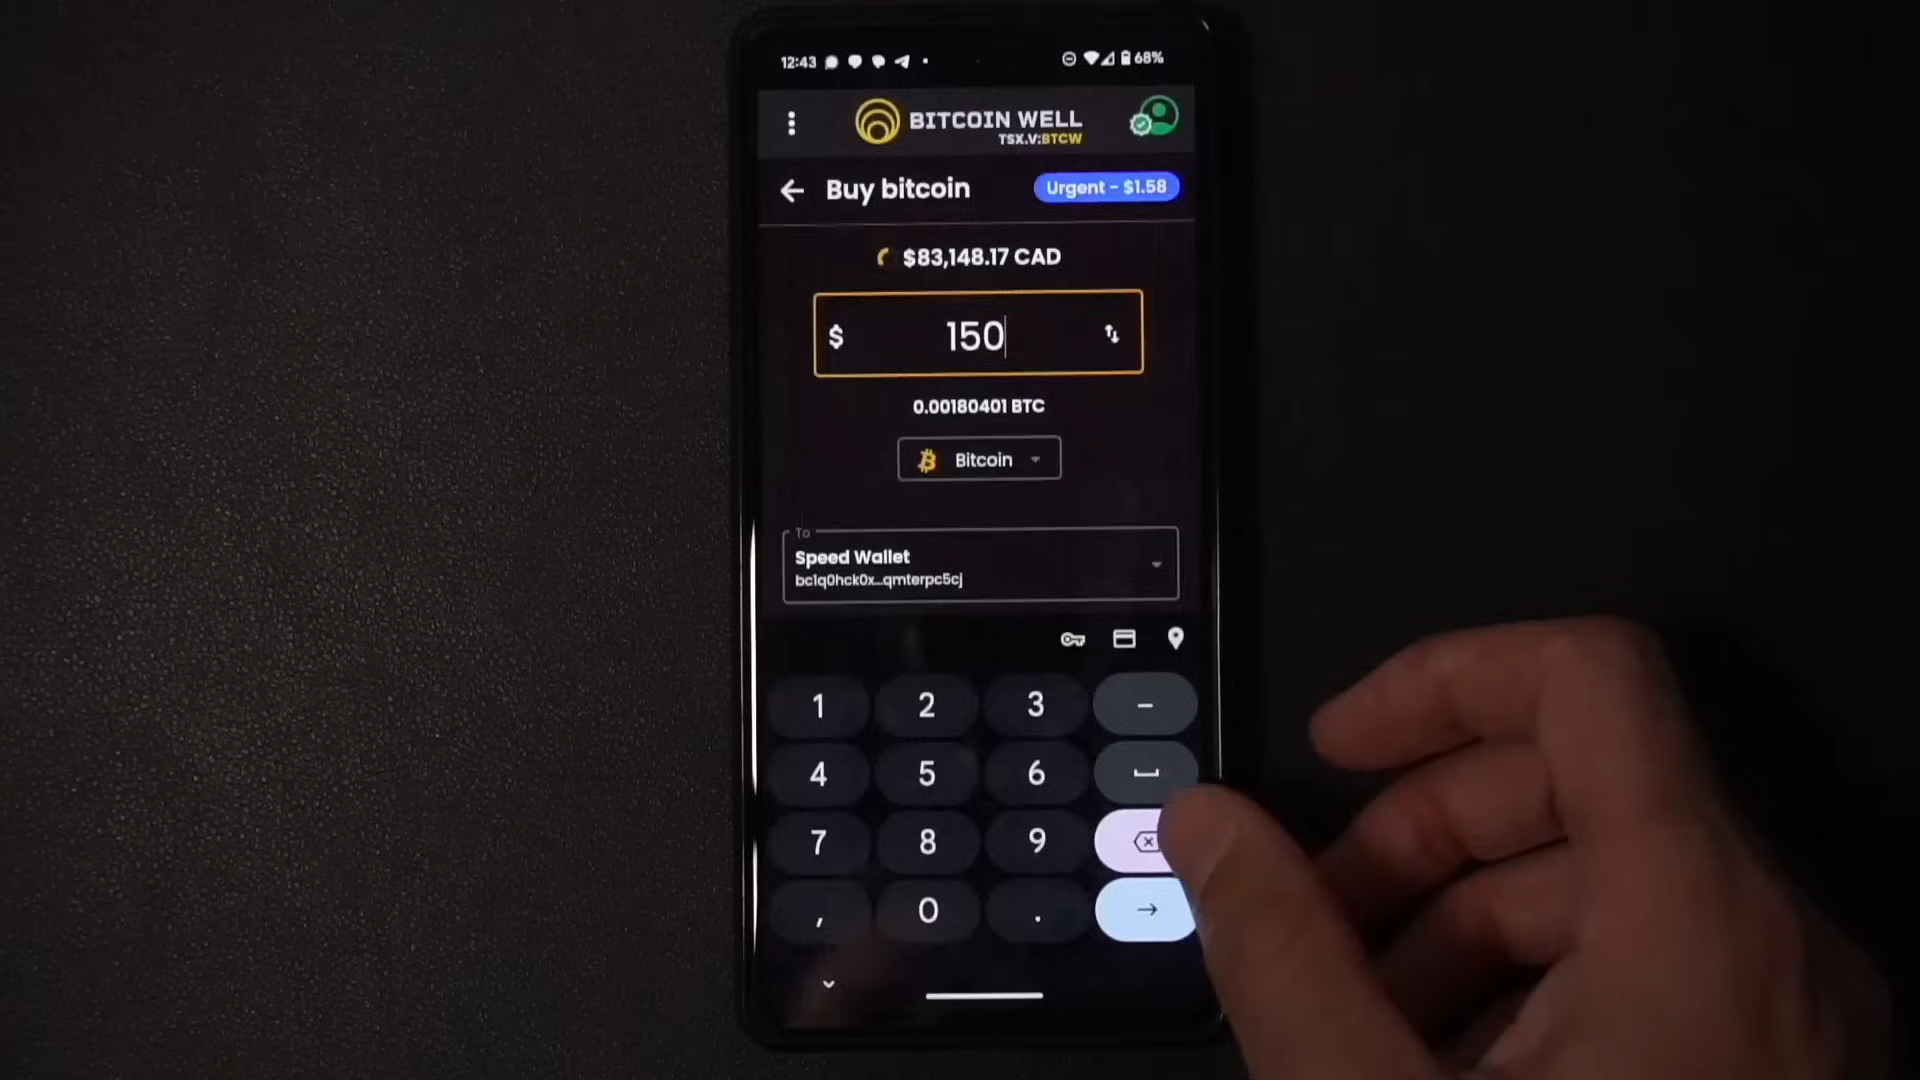 12:43
68%
BITCOIN WELL
TSX.V:BTCW
Buy bitcoin
Urgent - $1.58
$83,148.17 CAD
$ 150
0.00180401 BTC
Bitcoin
To
Speed Wallet
bc1q0hck0x...qmterpc5cj
1 2 3 -
4 5 6
7 8 9
, 0 .